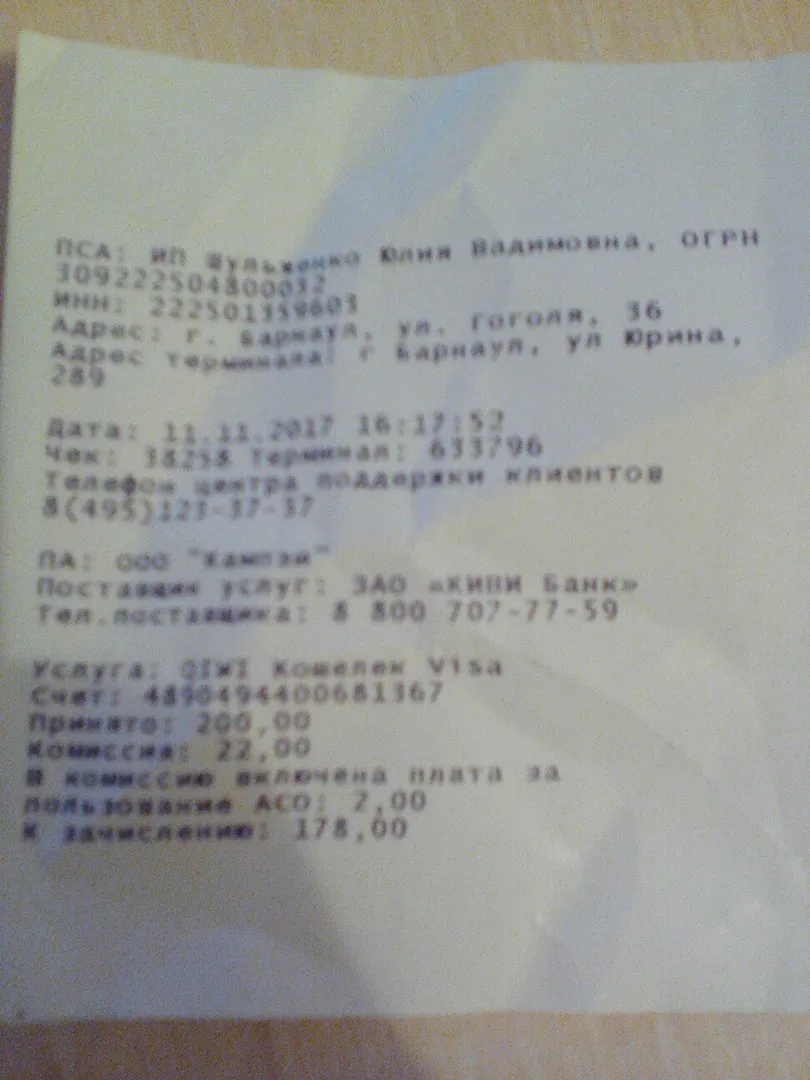 ПСА: ИП Шульженко Юлия Вадимовна, ОГРН
309222504800032
ИНН: 222501359603
Адрес: г. Барнаул, ул. Гоголя, 36
Адрес терминала: г Барнаул, ул Юрина,
289
Дата: 11.11.2017 16:17:52
Чек: 38258 терминал: 633796
Телефон центра поддержки клиентов
8(495)123-37-37
ПА: ООО "Кампэй"
Поставщик услуг: ЗАО «КИВИ Банк»
Тел.поставщика: 8 800 707-77-59
Услуга: QIWI Кошелек Visa
Счет: 4890494400681367
Принято: 200,00
Комиссия: 22,00
В комиссию включена плата за
пользование АСО: 2,00
К зачислению: 178,00